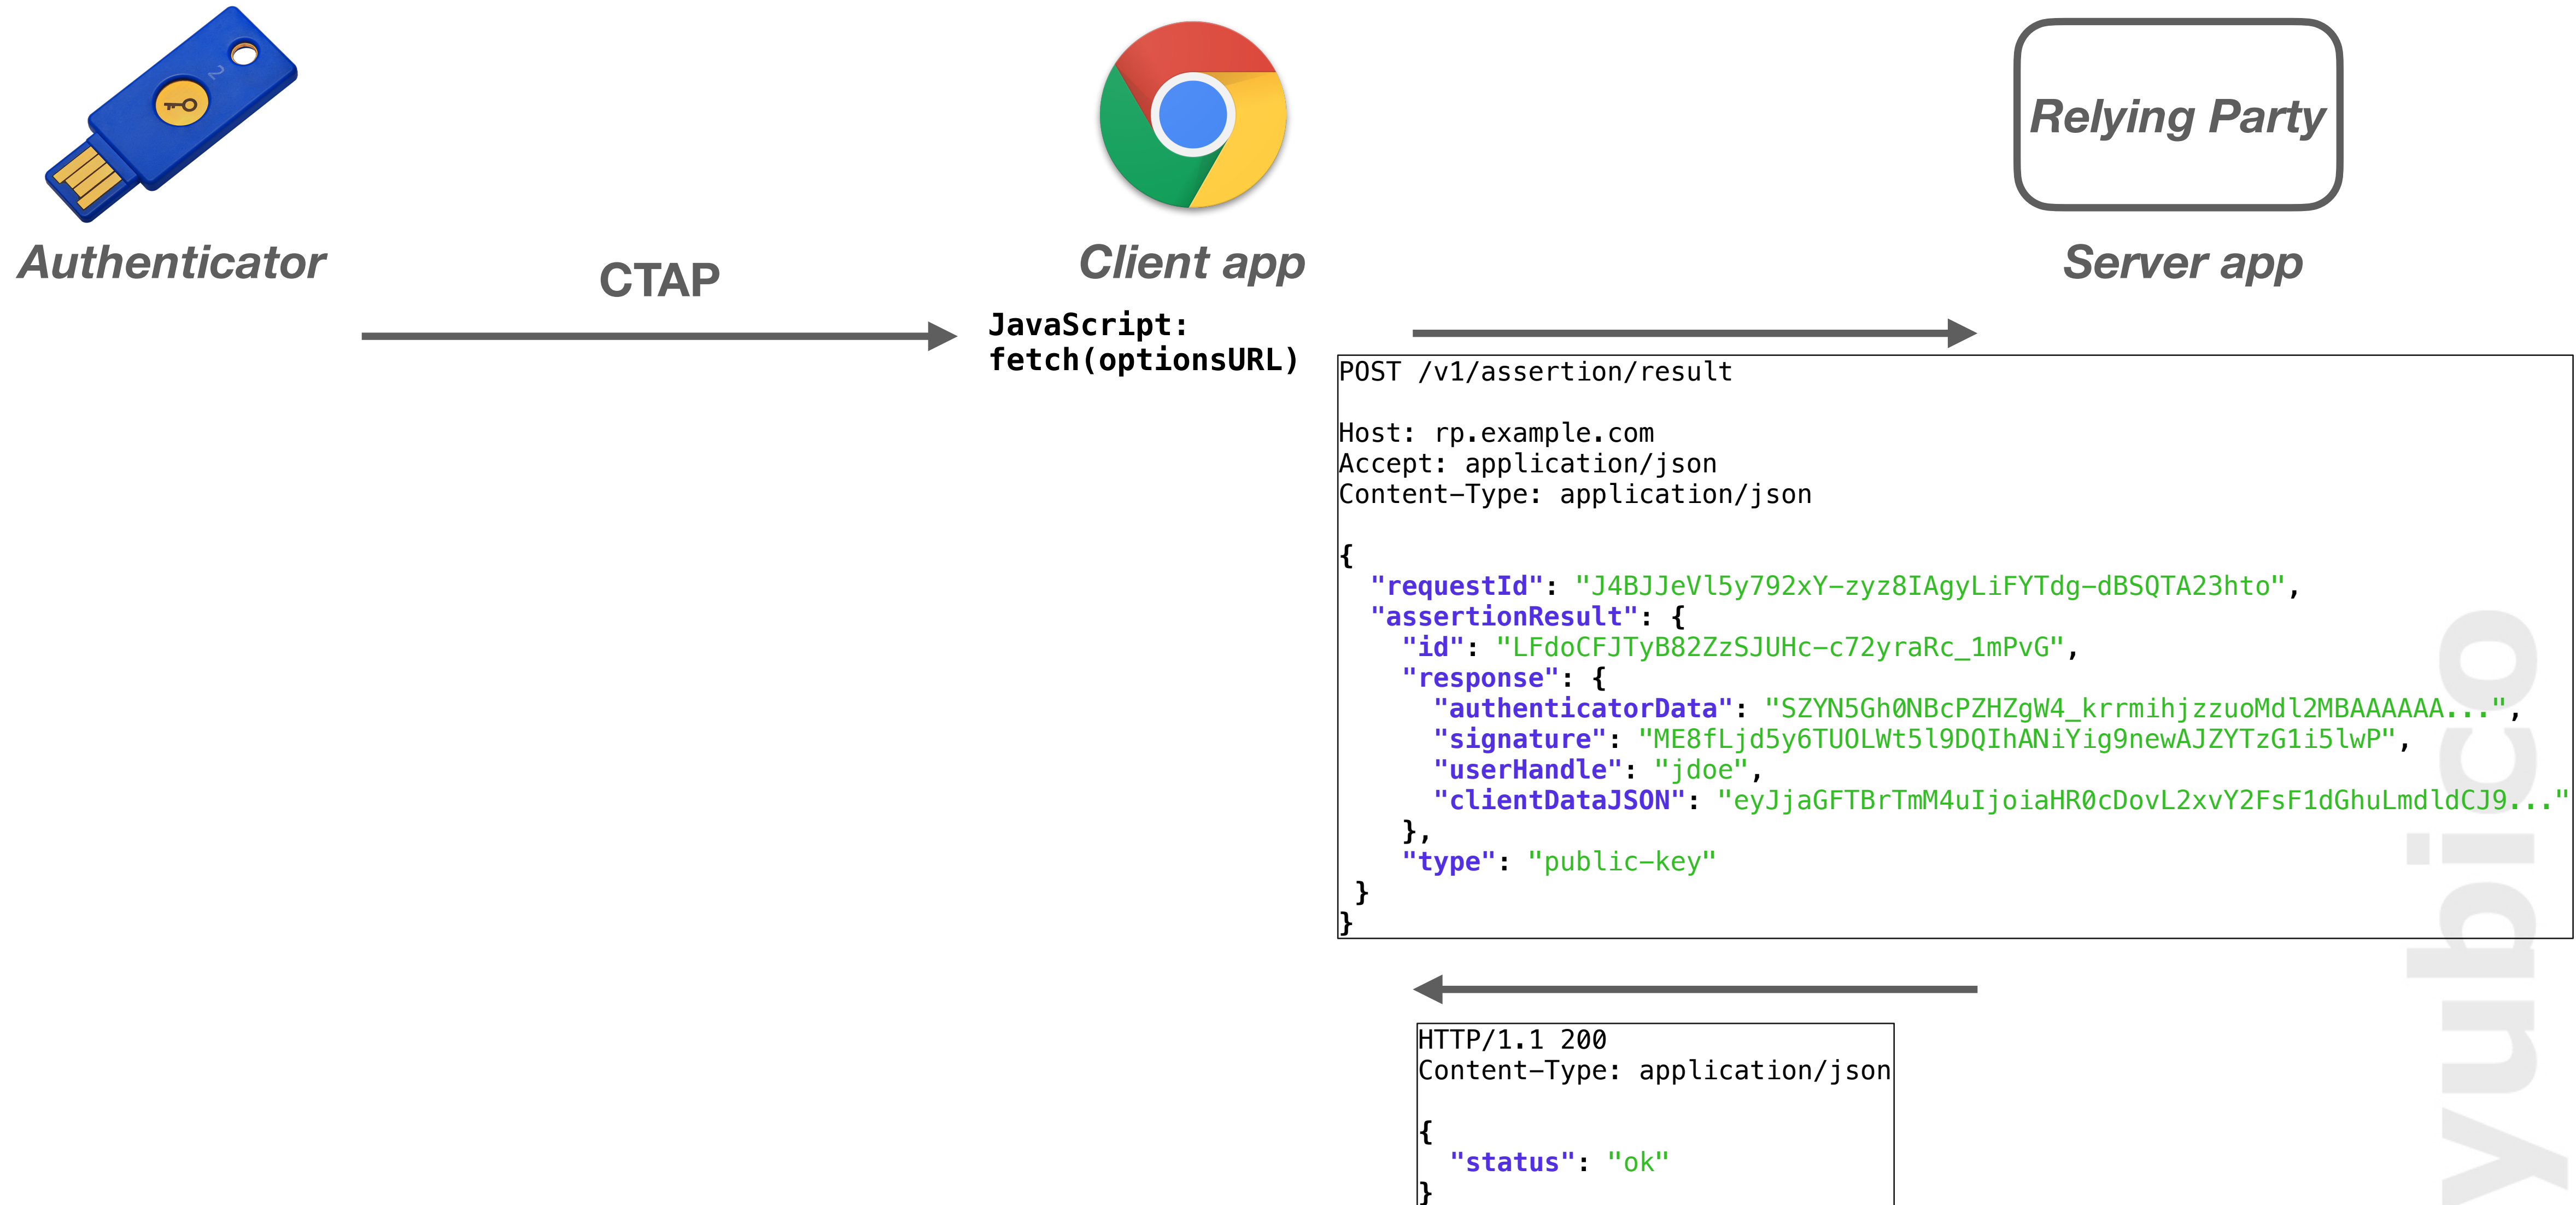 2
Relying Party
Authenticator
CTAP
Client app
Server app
JavaScript:
fetch(optionsURL)
POST /v1/assertion/result
Host: rp.example.com
Accept: application/json
Content-Type: application/json
{
"requestId": "J4BJJeVl5y792xY-zyz8IAgyLiFYTdg-dBSQTA23hto",
"assertionResult": {
"id": "LFdoCFJTyB82ZzSJUHc-c72yraRc_1mPvG",
"response": {
"authenticatorData": "SZYN5Gh0NBcPZHZgW4_krrmihjzzuoMdl2MBAAAAAA...",
"signature": "ME8fLjd5y6TUOLWt5l9DQIhANiYig9newAJZYTzG1i5lwP",
"userHandle": "jdoe",
"clientDataJSON": "eyJjaGFTBrTmM4uIjoiaHR0cDovL2xvY2FsF1dGhuLmdldCJ9..."
},
"type": "public-key"
}
}
HTTP/1.1 200
Content-Type: application/json
{
"status": "ok"
}
yubico